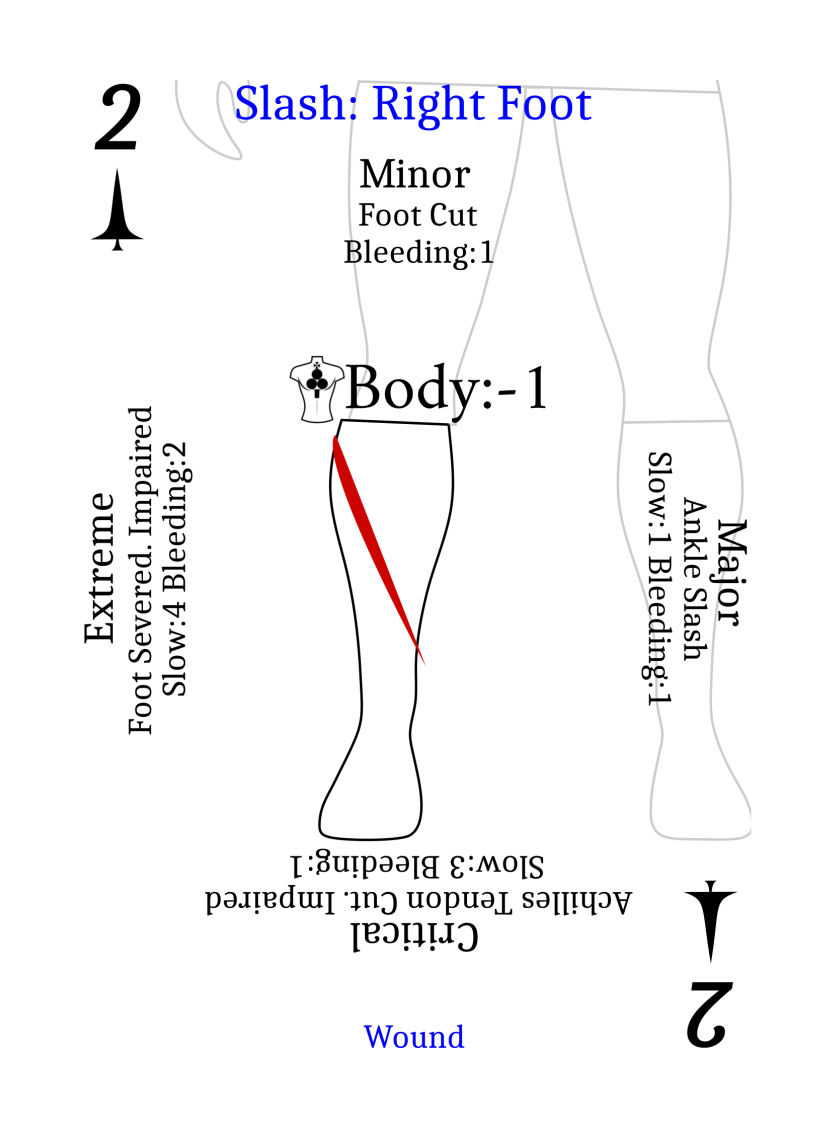 2
Slash: Right Foot
Minor
Foot Cut
Bleeding:1
Body:-1
Extreme
Foot Severed. Impaired
Slow:4 Bleeding:2
Major
Ankle Slash
Slow:1 Bleeding:1
Critical
Achilles Tendon Cut. Impaired
Slow:3 Bleeding:1
2
Wound